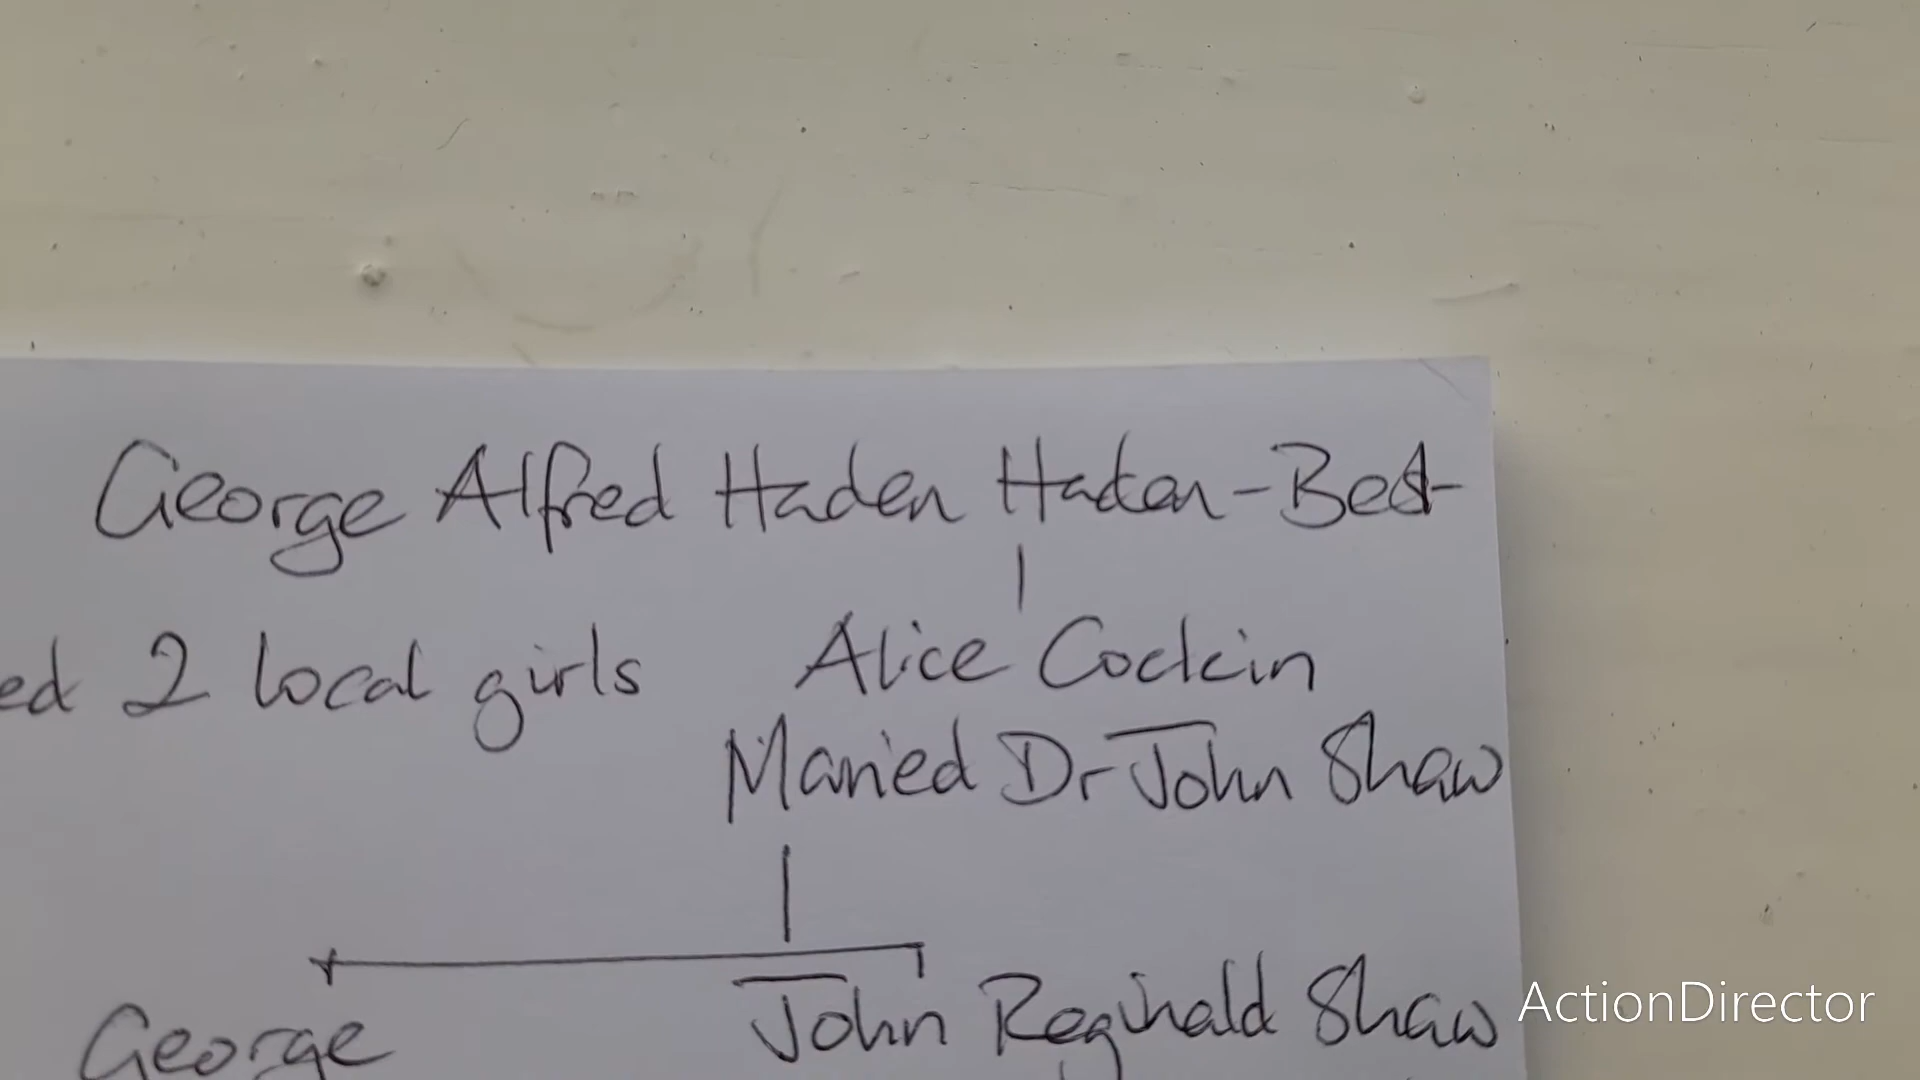 George Alfred Haden Haden-Best
ed 2 local girls
Alice Cockin
Married Dr John Shaw
George
John Reginald Shaw
ActionDirector